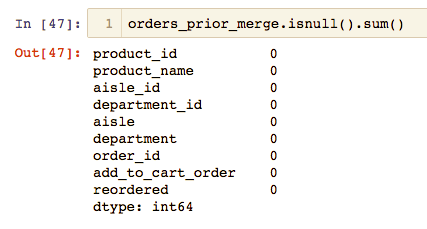 In [47]: 1 orders_prior_merge.isnull().sum()
Out[47]: product_id 0
product_name 0
aisle_id 0
department_id 0
aisle 0
department 0
order_id 0
add_to_cart_order 0
reordered 0
dtype: int64